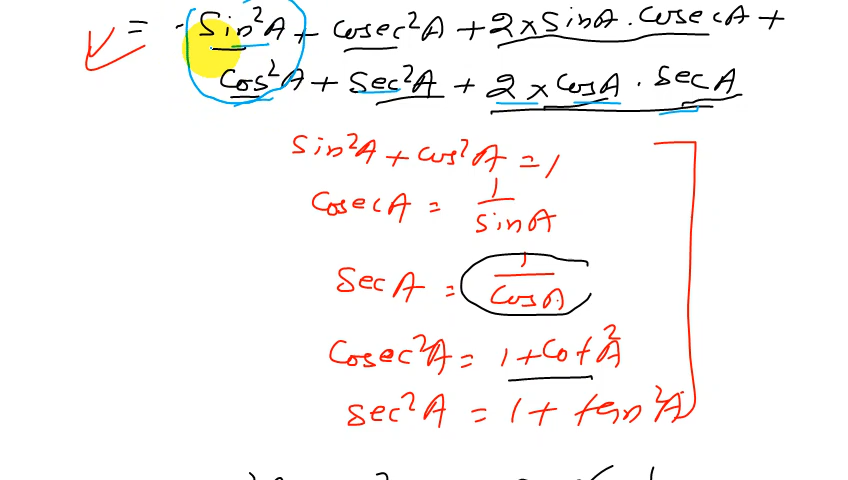 = Sin²A + Cosec²A + 2 × SinA . CosecA +
Cos²A + Sec²A + 2 × CosA . SecA
Sin²A + Cos²A = 1
CosecA = 1/SinA
SecA = 1/CosA
Cosec²A = 1 + Cot²A
Sec²A = 1 + tan²A